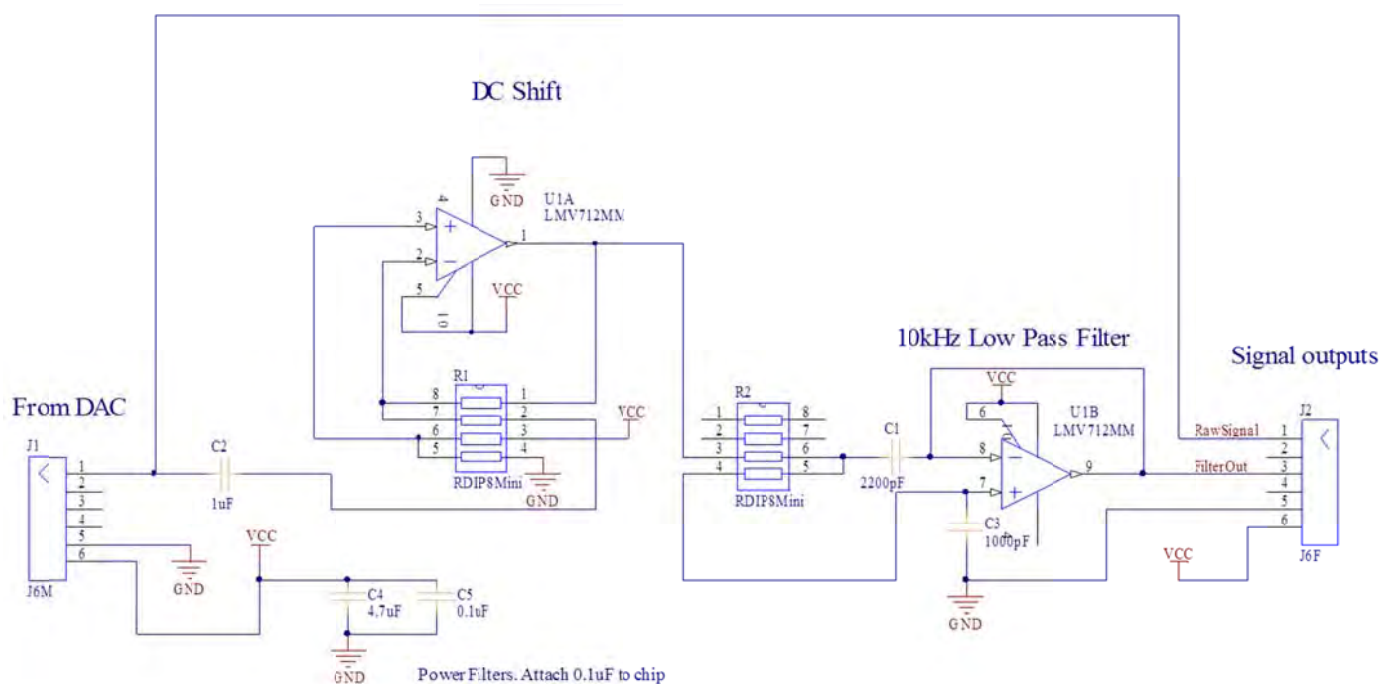 DC Shift
4
GND
U1A
LMV712MM
3
2
1
5
10
VCC
10kHz Low Pass Filter
Signal outputs
From DAC
R1
8
7
6
5
1
2
3
4
VCC
RDIP8Mini
GND
R2
1
2
3
4
8
7
6
5
RDIP8Mini
C1
2200pF
VCC
6
U1B
LMV712MM
8
7
9
C3
1000pF
GND
J2
RawSignal
FilterOut
1
2
3
4
5
6
J6F
VCC
J1
1
2
3
4
5
6
J6M
C2
1uF
GND
VCC
C4
4.7uF
C5
0.1uF
GND
Power Filters. Attach 0.1uF to chip